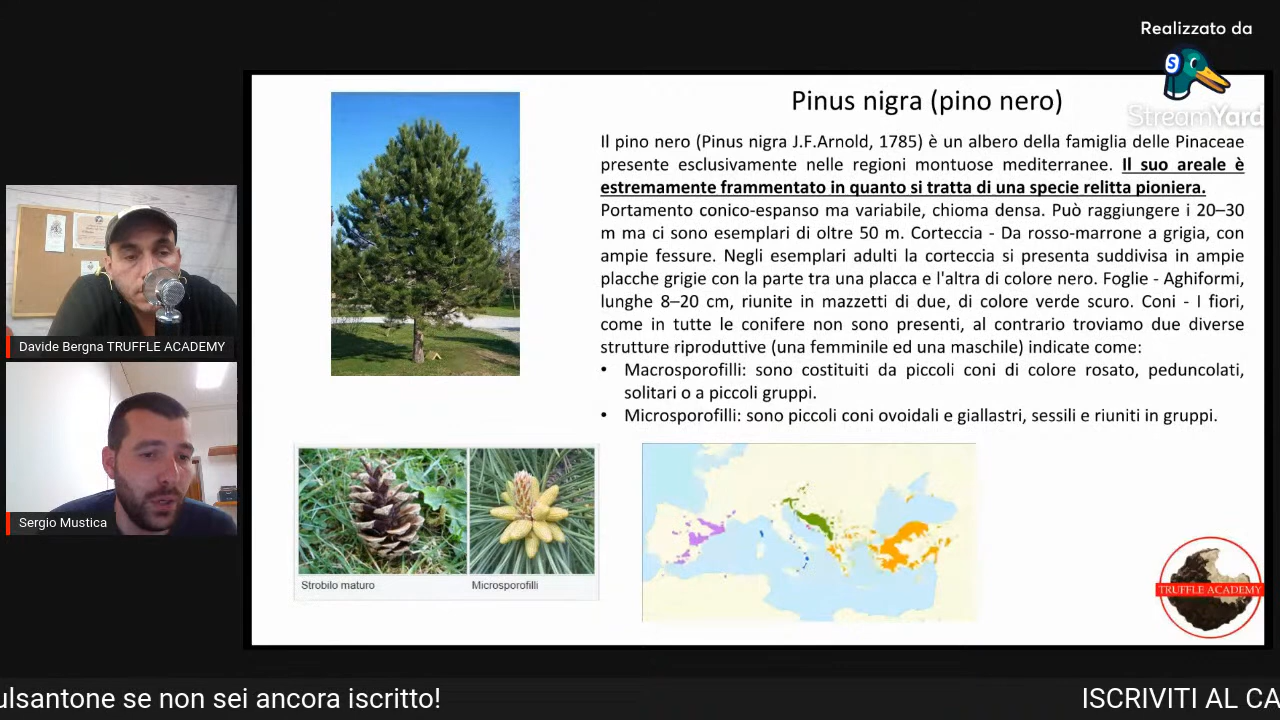 Realizzato da
S
StreamYard
Pinus nigra (pino nero)
Il pino nero (Pinus nigra J.F.Arnold, 1785) è un albero della famiglia delle Pinaceae
presente esclusivamente nelle regioni montuose mediterranee. Il suo areale è
estremamente frammentato in quanto si tratta di una specie relitta pioniera.
Portamento conico-espanso ma variabile, chioma densa. Può raggiungere i 20–30
m ma ci sono esemplari di oltre 50 m. Corteccia - Da rosso-marrone a grigia, con
ampie fessure. Negli esemplari adulti la corteccia si presenta suddivisa in ampie
placche grigie con la parte tra una placca e l'altra di colore nero. Foglie - Aghiformi,
lunghe 8–20 cm, riunite in mazzetti di due, di colore verde scuro. Coni - I fiori,
come in tutte le conifere non sono presenti, al contrario troviamo due diverse
strutture riproduttive (una femminile ed una maschile) indicate come:
• Macrosporofilli: sono costituiti da piccoli coni di colore rosato, peduncolati,
solitari o a piccoli gruppi.
• Microsporofilli: sono piccoli coni ovoidali e giallastri, sessili e riuniti in gruppi.
Davide Bergna TRUFFLE ACADEMY
Sergio Mustica
Strobilo maturo
Microsporofilli
TRUFFLE ACADEMY
ulsantone se non sei ancora iscritto!
ISCRIVITI AL CA